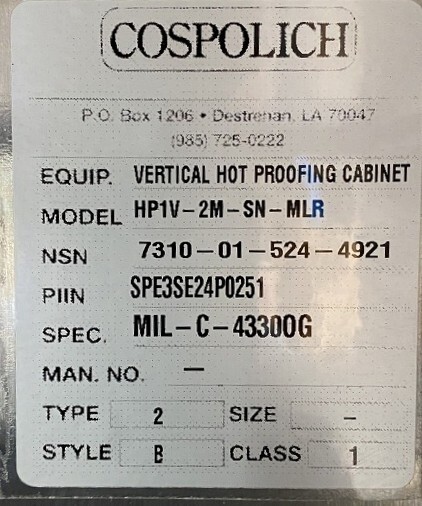 COSPOLICH
P.O. Box 1206 • Destrehan, LA 70047
(985) 725-0222
EQUIP. VERTICAL HOT PROOFING CABINET
MODEL HP1V-2M-SN-MLR
NSN 7310-01-524-4921
PIIN SPE3SE24P0251
SPEC. MIL-C-43300G
MAN. NO. —
TYPE 2 SIZE –
STYLE B CLASS 1